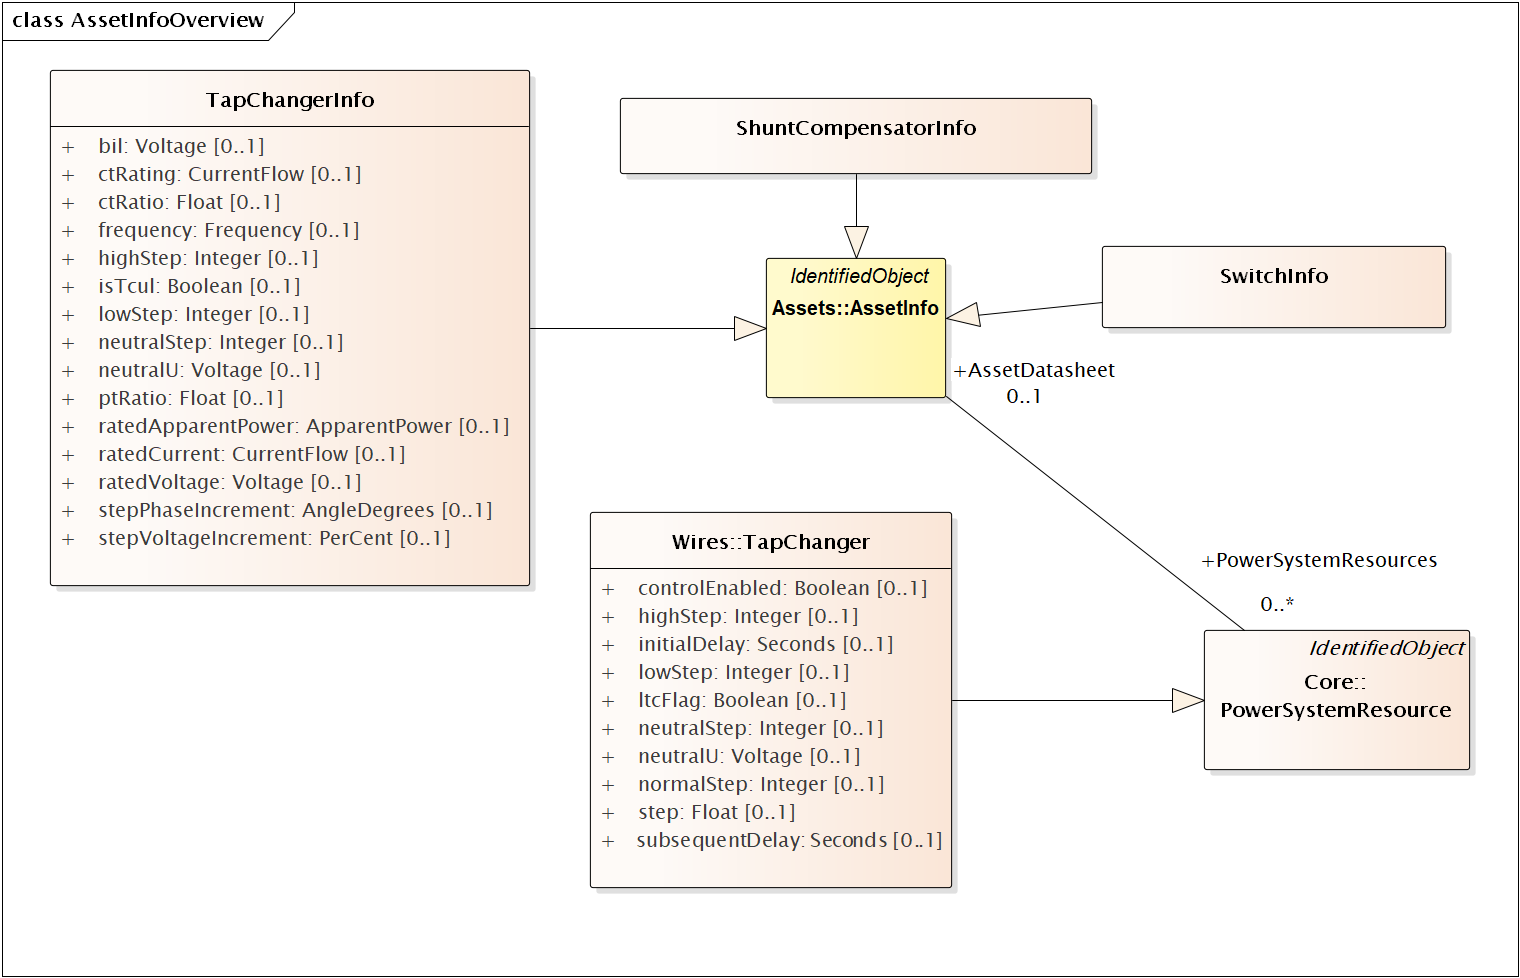 class AssetInfoOverview
TapChangerInfo
+ bil: Voltage [0..1]
+ ctRating: CurrentFlow [0..1]
+ ctRatio: Float [0..1]
+ frequency: Frequency [0..1]
+ highStep: Integer [0..1]
+ isTcul: Boolean [0..1]
+ lowStep: Integer [0..1]
+ neutralStep: Integer [0..1]
+ neutralU: Voltage [0..1]
+ ptRatio: Float [0..1]
+ ratedApparentPower: ApparentPower [0..1]
+ ratedCurrent: CurrentFlow [0..1]
+ ratedVoltage: Voltage [0..1]
+ stepPhaseIncrement: AngleDegrees [0..1]
+ stepVoltageIncrement: PerCent [0..1]
ShuntCompensatorInfo
IdentifiedObject
Assets::AssetInfo
SwitchInfo
+AssetDatasheet
0..1
+PowerSystemResources
0..*
Wires::TapChanger
+ controlEnabled: Boolean [0..1]
+ highStep: Integer [0..1]
+ initialDelay: Seconds [0..1]
+ lowStep: Integer [0..1]
+ ltcFlag: Boolean [0..1]
+ neutralStep: Integer [0..1]
+ neutralU: Voltage [0..1]
+ normalStep: Integer [0..1]
+ step: Float [0..1]
+ subsequentDelay: Seconds [0..1]
IdentifiedObject
Core::
PowerSystemResource